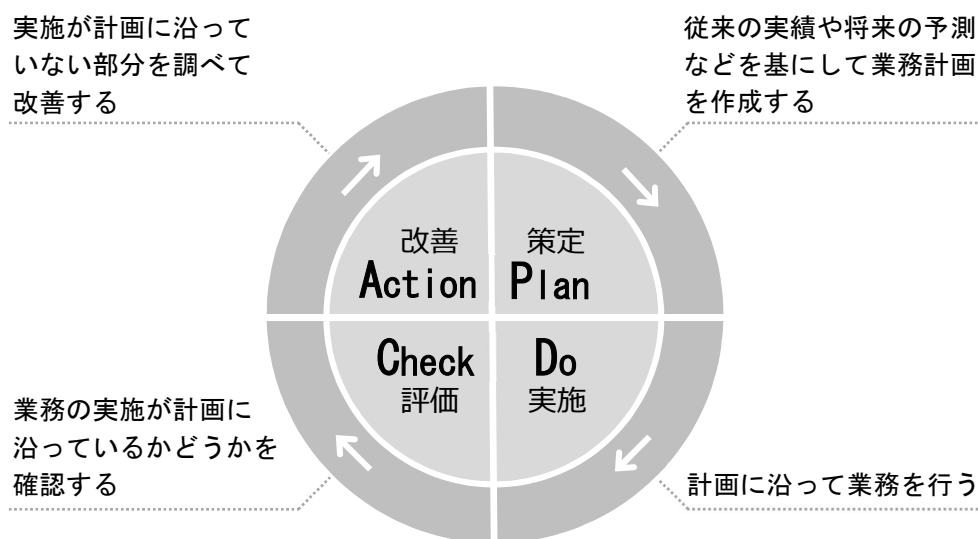 実施が計画に沿って
いない部分を調べて
改善する
従来の実績や将来の予測
などを基にして業務計画
を作成する
改善
Action
策定
Plan
Check
評価
Do
実施
業務の実施が計画に
沿っているかどうかを
確認する
計画に沿って業務を行う